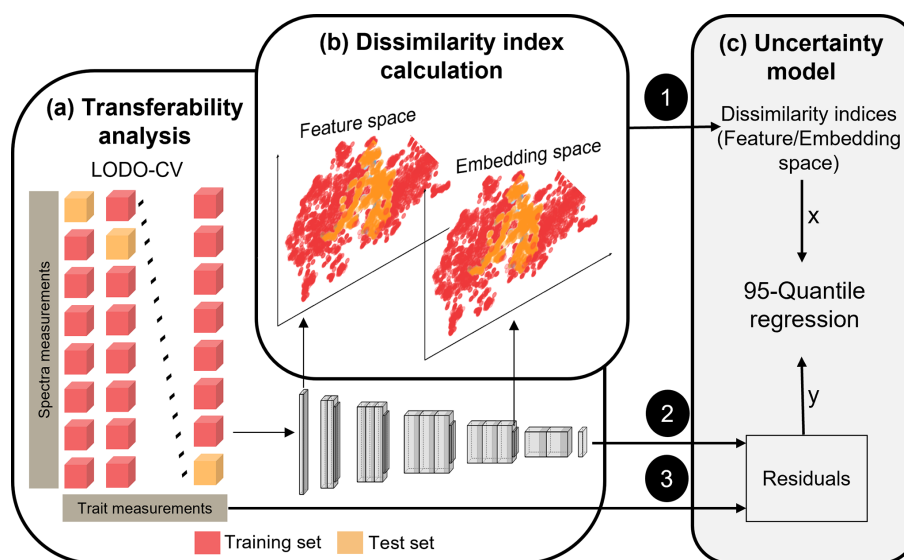 (a) Transferability
analysis
LODO-CV
Spectra measurements
Trait measurements
Training set
Test set
(b) Dissimilarity index
calculation
Feature space
Embedding space
1
2
3
(c) Uncertainty
model
Dissimilarity indices
(Feature/Embedding
space)
x
95-Quantile
regression
y
Residuals